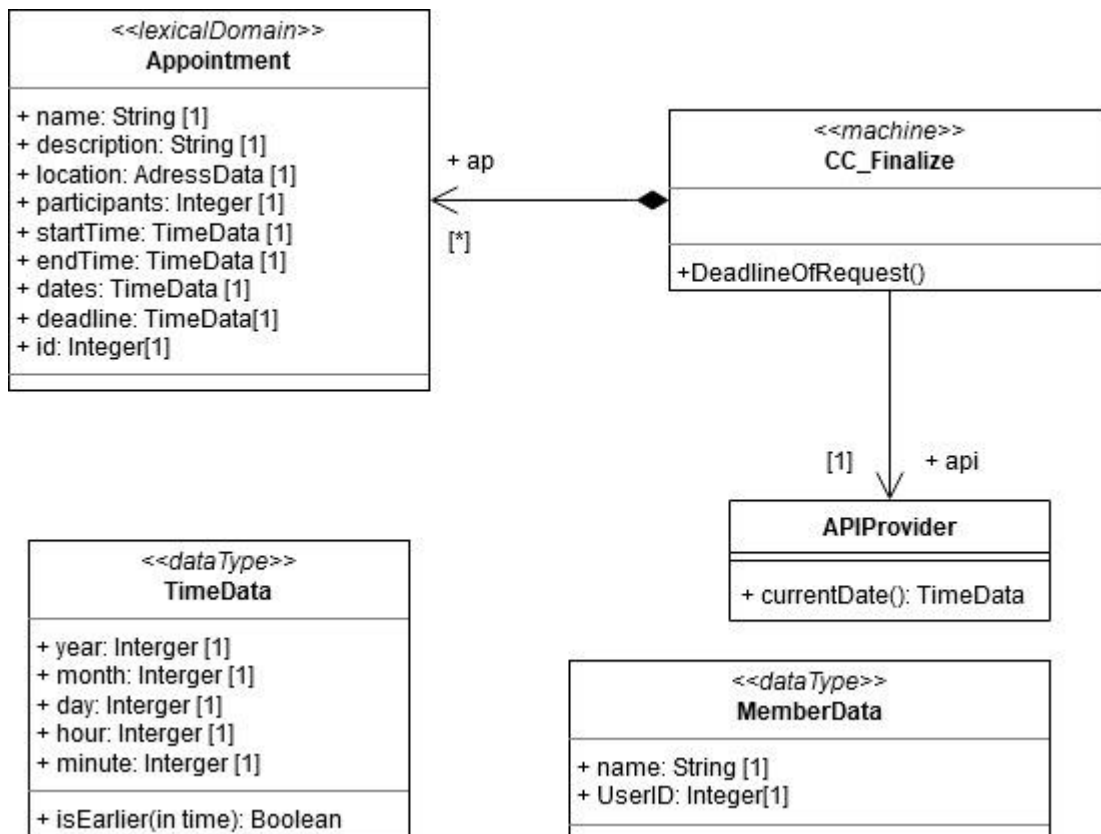 <<lexicalDomain>>
Appointment
+ name: String [1]
+ description: String [1]
+ location: AdressData [1]
+ participants: Integer [1]
+ startTime: TimeData [1]
+ endTime: TimeData [1]
+ dates: TimeData [1]
+ deadline: TimeData[1]
+ id: Integer[1]
+ ap
[*]
<<machine>>
CC_Finalize
+DeadlineOfRequest()
[1]
+ api
APIProvider
+ currentDate(): TimeData
<<dataType>>
TimeData
+ year: Interger [1]
+ month: Interger [1]
+ day: Interger [1]
+ hour: Interger [1]
+ minute: Interger [1]
+ isEarlier(in time): Boolean
<<dataType>>
MemberData
+ name: String [1]
+ UserID: Integer[1]